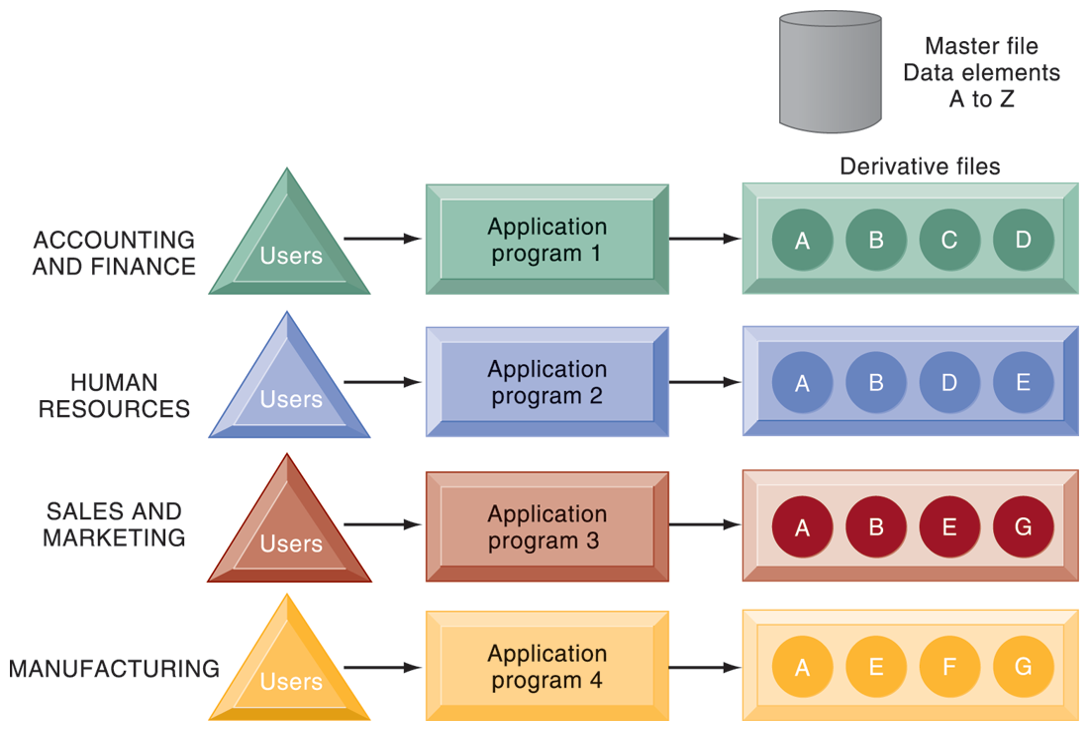 Master file
Data elements
A to Z
Derivative files
ACCOUNTING
AND FINANCE
Users
Application
program 1
A B C D
HUMAN
RESOURCES
Users
Application
program 2
A B D E
SALES AND
MARKETING
Users
Application
program 3
A B E G
MANUFACTURING
Users
Application
program 4
A E F G